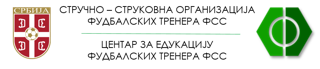 СРБИЈА
СТРУЧНО – СТРУКОВНА ОРГАНИЗАЦИЈА
ФУДБАЛСКИХ ТРЕНЕРА ФСС
ЦЕНТАР ЗА ЕДУКАЦИЈУ
ФУДБАЛСКИХ ТРЕНЕРА ФСС